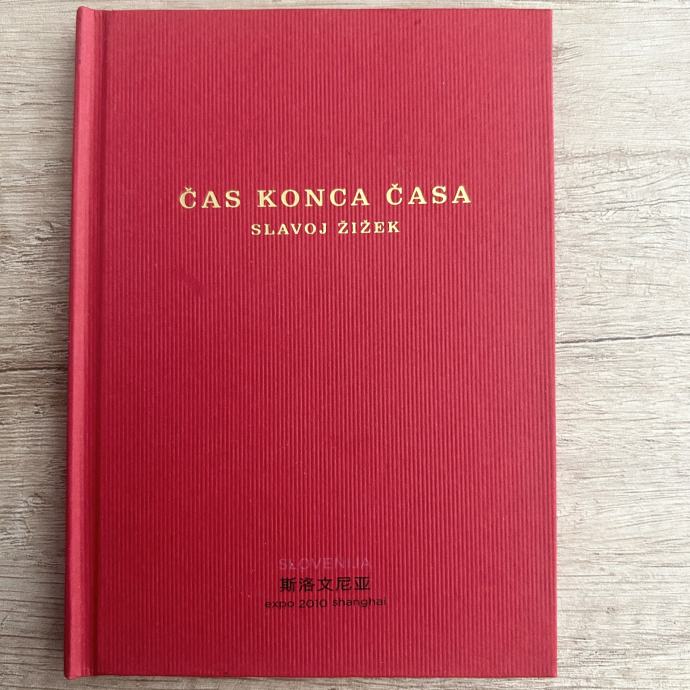 ČAS KONCA ČASA
SLAVOJ ŽIŽEK
SLOVENIJA
斯洛文尼亚
expo 2010 shanghai